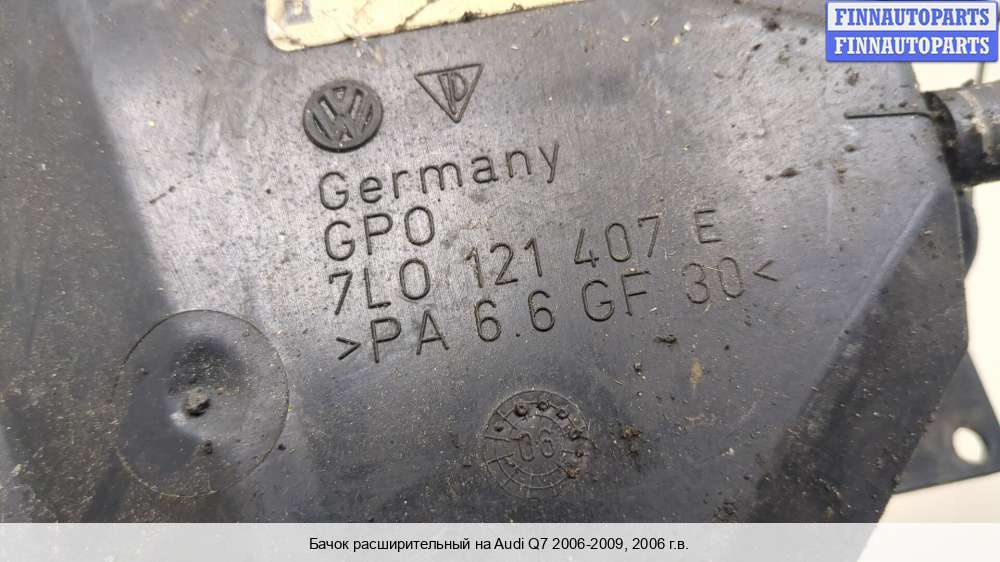 FINNAUTOPARTS
FINNAUTOPARTS
Germany
GPO
7L0 121 407 E
>PA 6.6 GF 30<
06
Бачок расширительный на Audi Q7 2006-2009, 2006 г.в.